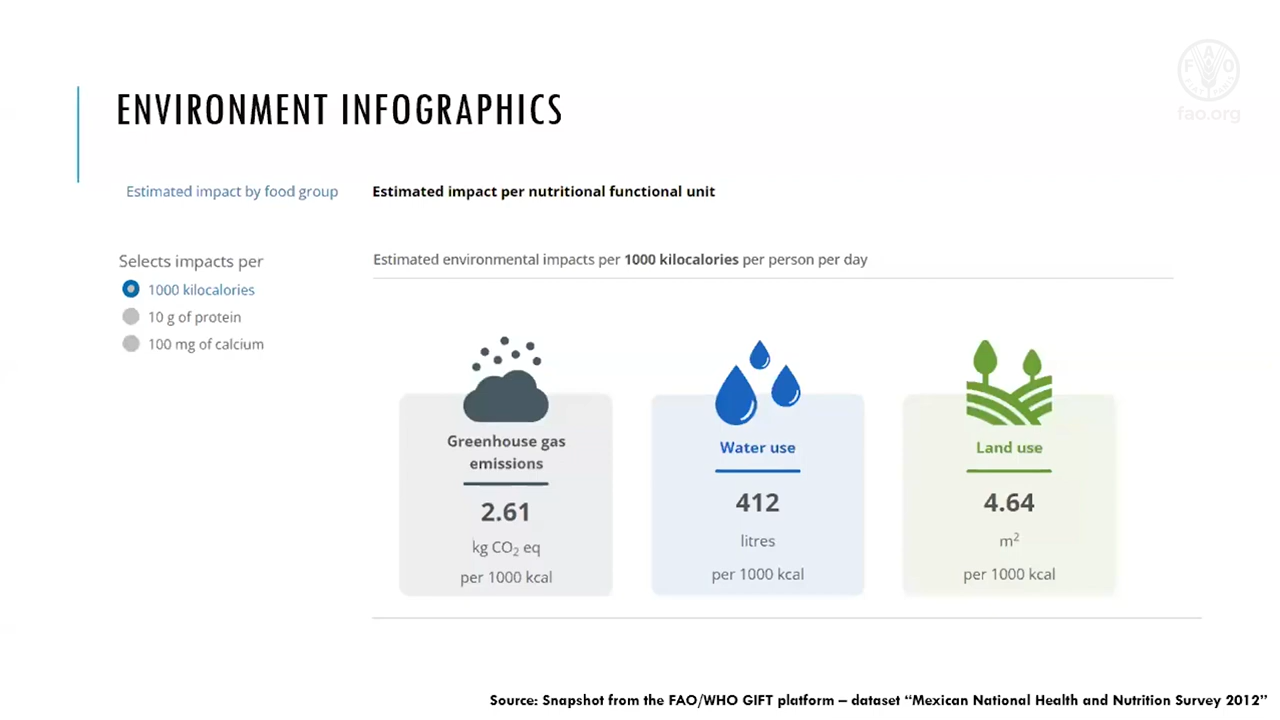 F A O
FIAT PANIS
fao.org
ENVIRONMENT INFOGRAPHICS
Estimated impact by food group
Estimated impact per nutritional functional unit
Selects impacts per
1000 kilocalories
10 g of protein
100 mg of calcium
Estimated environmental impacts per 1000 kilocalories per person per day
Greenhouse gas
emissions
2.61
kg CO₂ eq
per 1000 kcal
Water use
412
litres
per 1000 kcal
Land use
4.64
m²
per 1000 kcal
Source: Snapshot from the FAO/WHO GIFT platform – dataset “Mexican National Health and Nutrition Survey 2012”